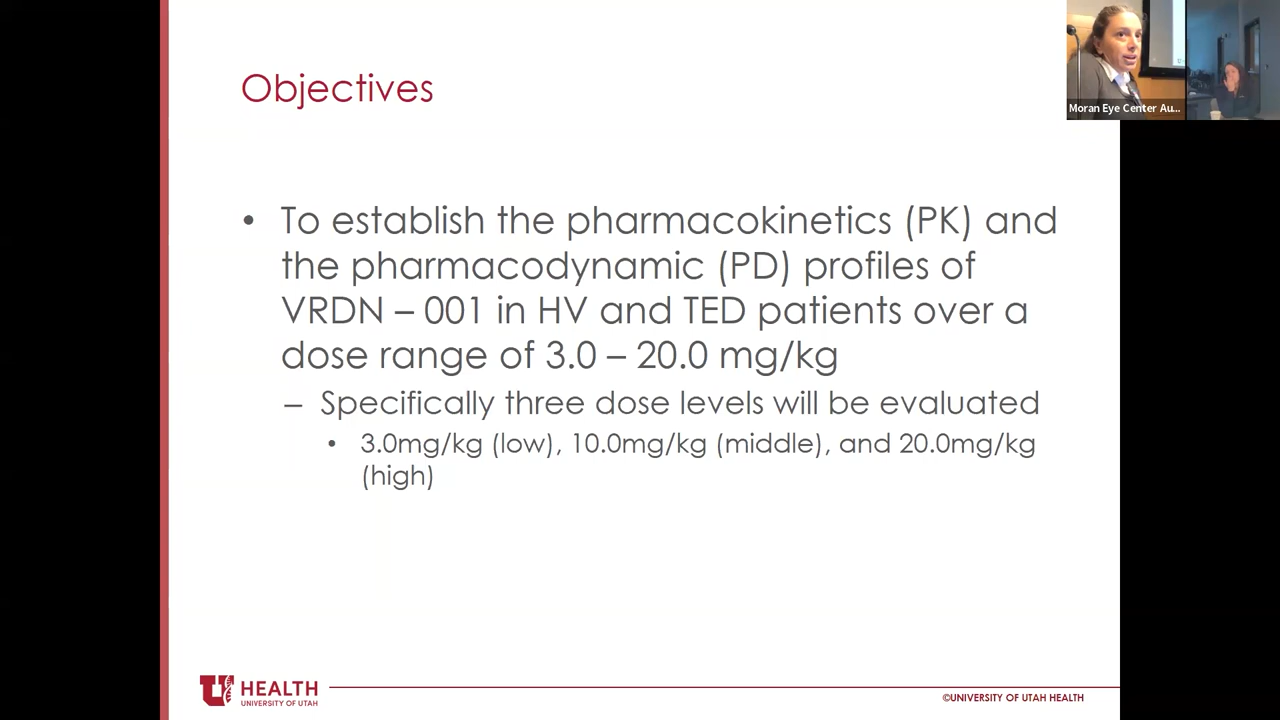 Objectives
Moran Eye Center Au...
• To establish the pharmacokinetics (PK) and
the pharmacodynamic (PD) profiles of
VRDN – 001 in HV and TED patients over a
dose range of 3.0 – 20.0 mg/kg
– Specifically three dose levels will be evaluated
• 3.0mg/kg (low), 10.0mg/kg (middle), and 20.0mg/kg
(high)
U HEALTH
UNIVERSITY OF UTAH
©UNIVERSITY OF UTAH HEALTH